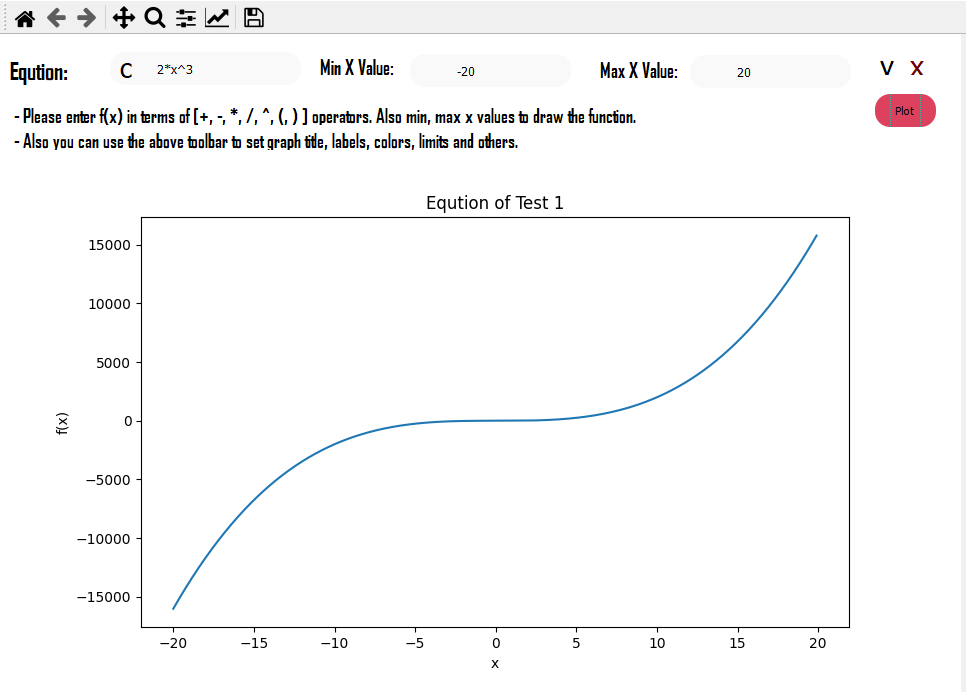 Eqution: C 2*x^3 Min X Value: -20 Max X Value: 20 V X
- Please enter f(x) in terms of [+, -, *, /, ^, (, ) ] operators. Also min, max x values to draw the function.
Plot
- Also you can use the above toolbar to set graph title, labels, colors, limits and others.
Eqution of Test 1
15000
10000
5000
0
−5000
−10000
−15000
f(x)
−20 −15 −10 −5 0 5 10 15 20
x